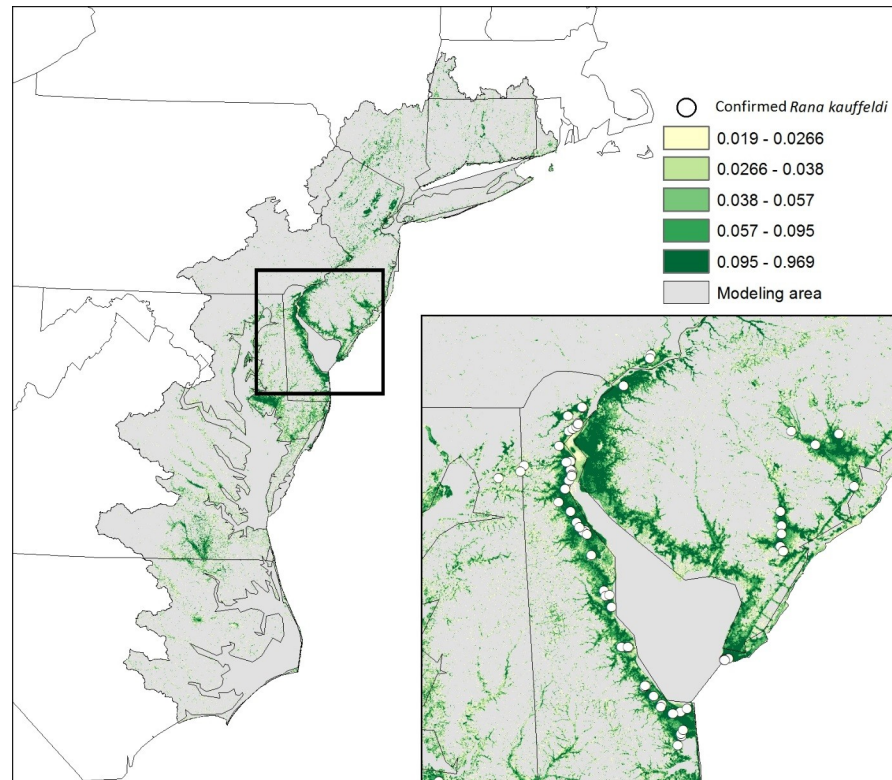 Confirmed Rana kauffeldi
0.019 - 0.0266
0.0266 - 0.038
0.038 - 0.057
0.057 - 0.095
0.095 - 0.969
Modeling area